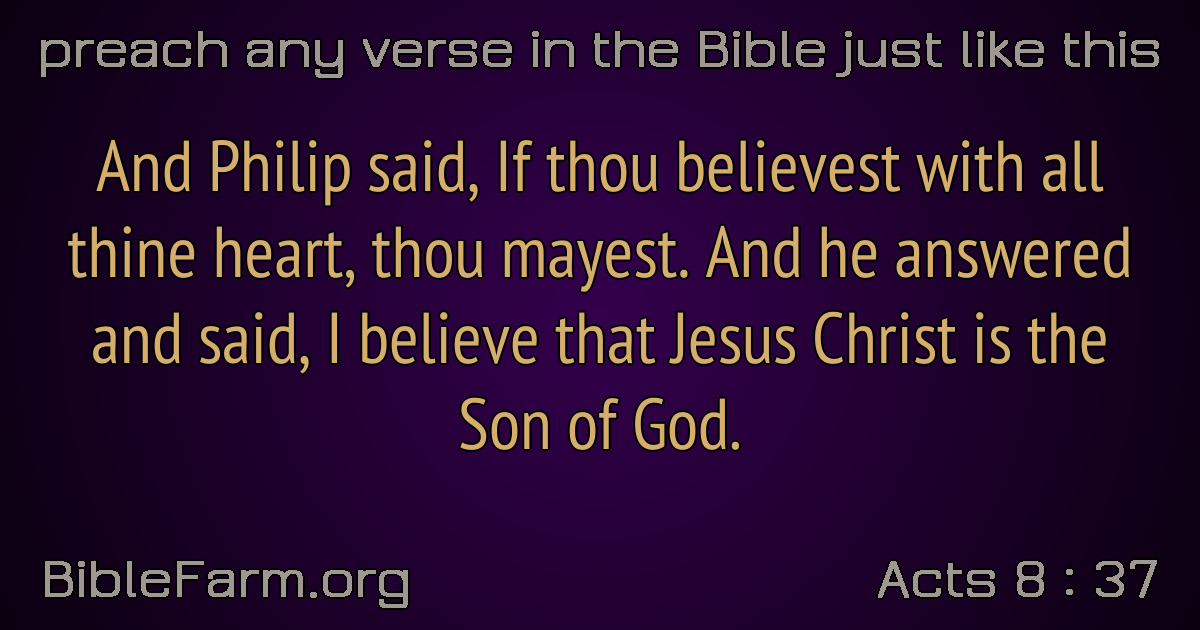 preach any verse in the Bible just like this
And Philip said, If thou believest with all
thine heart, thou mayest. And he answered
and said, I believe that Jesus Christ is the
Son of God.
BibleFarm.org
Acts 8 : 37